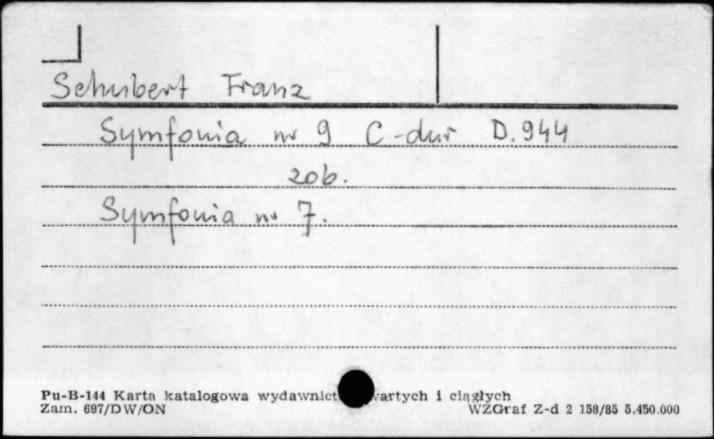 Schubert Franz
Symfonia nr 9 C-dur D.944
zob.
Symfonia nr 7.
Pu-B-144 Karta katalogowa wydawnict wartych i ciągłych
Zam. 697/DW/ON WZGraf Z-d 2 158/85 5.450.000